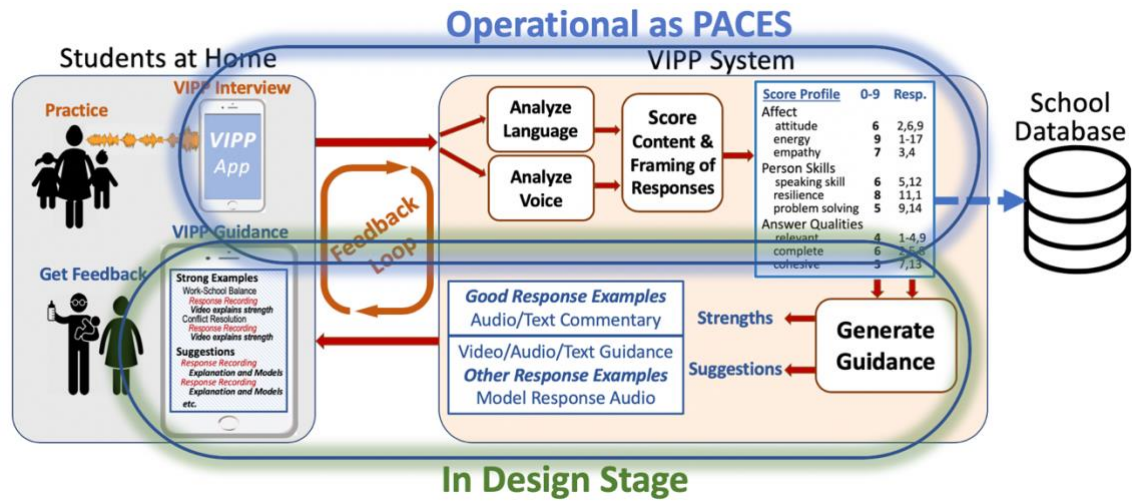 Operational as PACES
Students at Home
VIPP System
VIPP Interview
Practice
VIPP
App
Analyze
Language
Analyze
Voice
Score
Content &
Framing of
Responses
Score Profile 0-9 Resp.
Affect
attitude 6 2,6,9
energy 9 1-17
empathy 7 3,4
Person Skills
speaking skill 6 5,12
resilience 8 11,1
problem solving 5 9,14
Answer Qualities
relevant 4 1-4,9
complete 6
cohesive 7,13
School
Database
Feedback
Loop
VIPP Guidance
Get Feedback
Strong Examples
Work-School Balance
Response Recording
Video explains strength
Conflict Resolution
Response Recording
Video explains strength
Suggestions
Response Recording
Explanation and Models
Response Recording
Explanation and Models
etc.
Good Response Examples
Audio/Text Commentary
Video/Audio/Text Guidance
Other Response Examples
Model Response Audio
Strengths
Suggestions
Generate
Guidance
In Design Stage